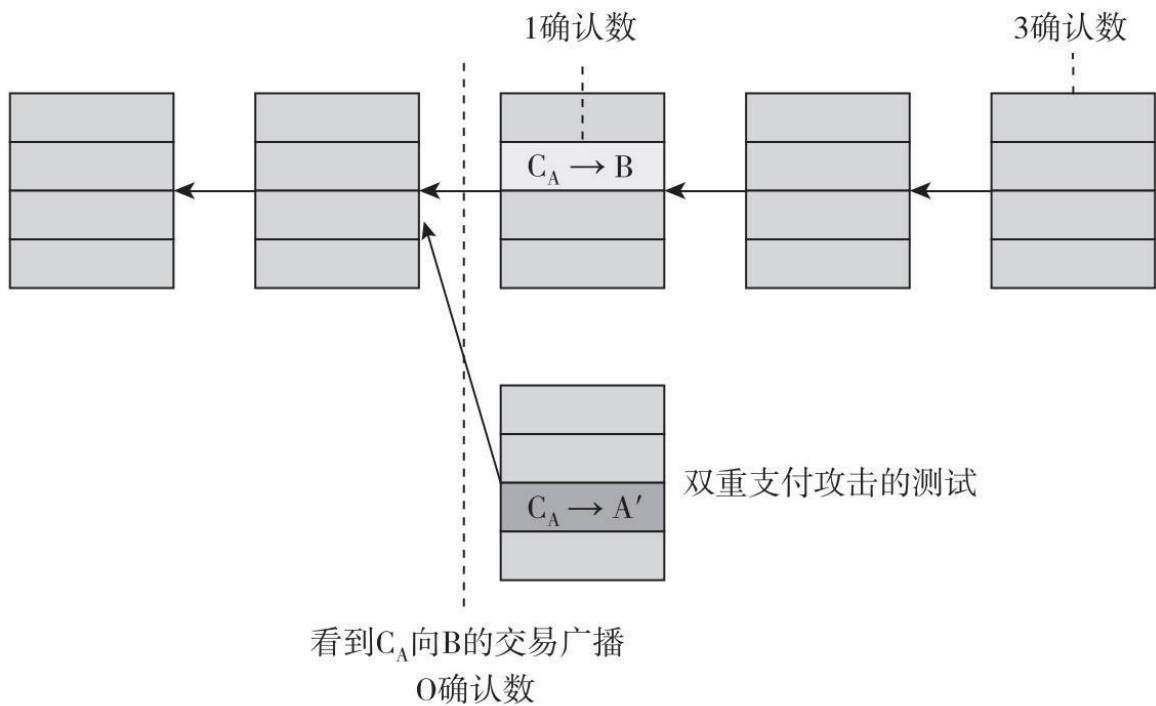 1确认数
3确认数
C_A → B
C_A → A′
双重支付攻击的测试
看到C_A向B的交易广播
0确认数